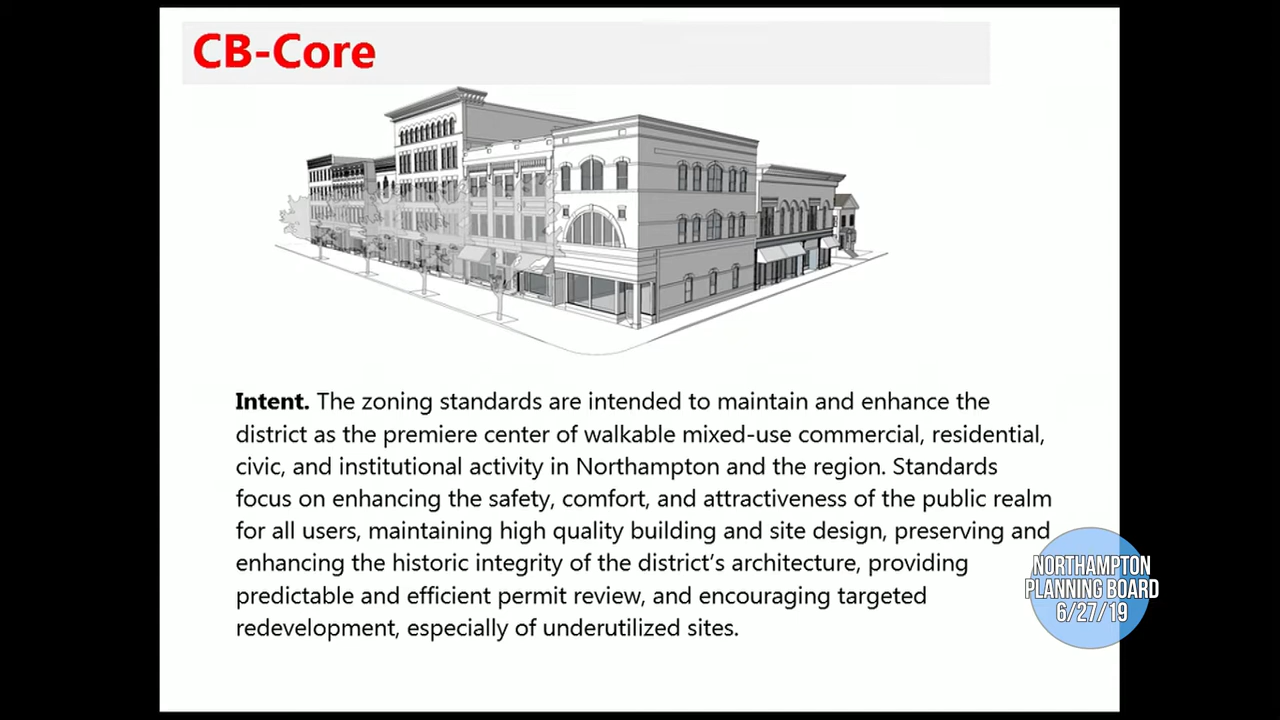 CB-Core
Intent. The zoning standards are intended to maintain and enhance the
district as the premiere center of walkable mixed-use commercial, residential,
civic, and institutional activity in Northampton and the region. Standards
focus on enhancing the safety, comfort, and attractiveness of the public realm
for all users, maintaining high quality building and site design, preserving and
enhancing the historic integrity of the district’s architecture, providing
predictable and efficient permit review, and encouraging targeted
redevelopment, especially of underutilized sites.
NORTHAMPTON
PLANNING BOARD
6/27/19